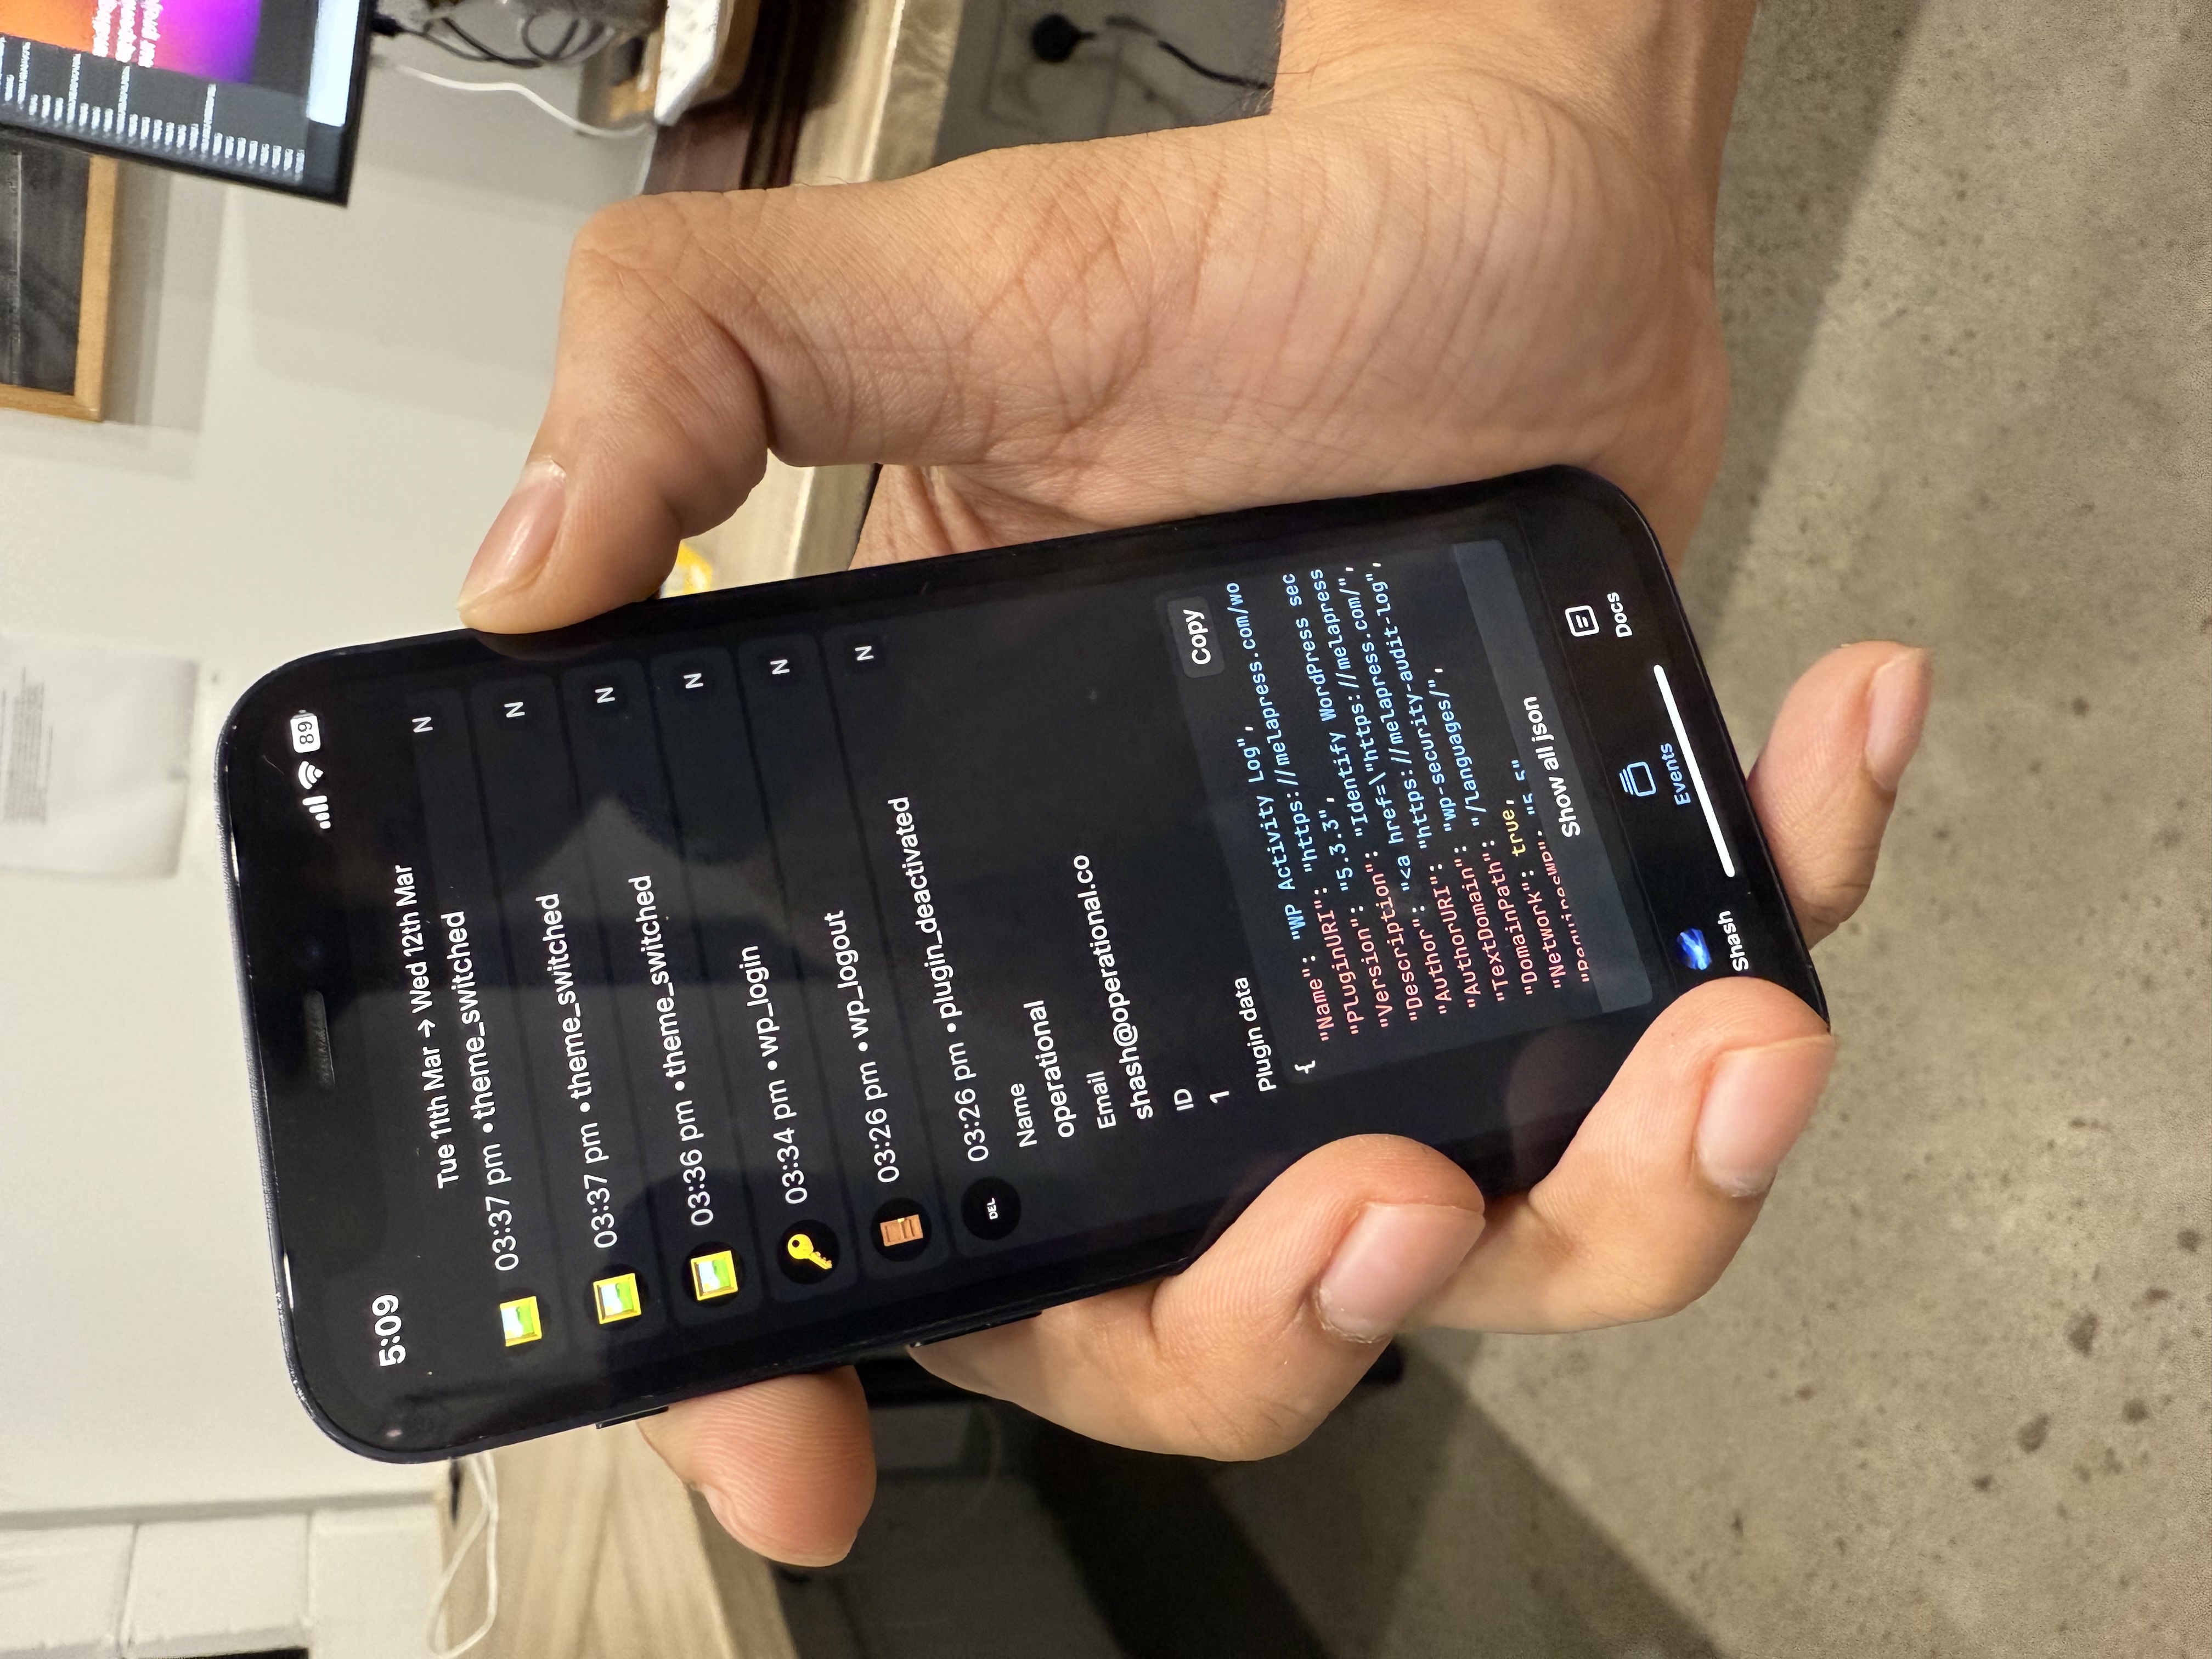 5:09
89
Tue 11th Mar → Wed 12th Mar
03:37 pm • theme_switched
N
03:37 pm • theme_switched
N
03:36 pm • theme_switched
N
03:34 pm • wp_login
N
03:26 pm • wp_logout
N
03:26 pm • plugin_deactivated
N
DEL
Name
operational
Email
shash@operational.co
ID
1
Plugin data
Copy
{
"Name": "WP Activity Log",
"PluginURI": "https://melapress.com/wo
"Version": "5.3.3",
"Description": "Identify WordPress sec
"Author": "<a href=\"https://melapress
"AuthorURI": "https://melapress.com/",
"TextDomain": "wp-security-audit-log",
"DomainPath": "/languages/",
"Network": true,
"RequiresWP": "5.5"
Show all json
Shash
Events
Docs